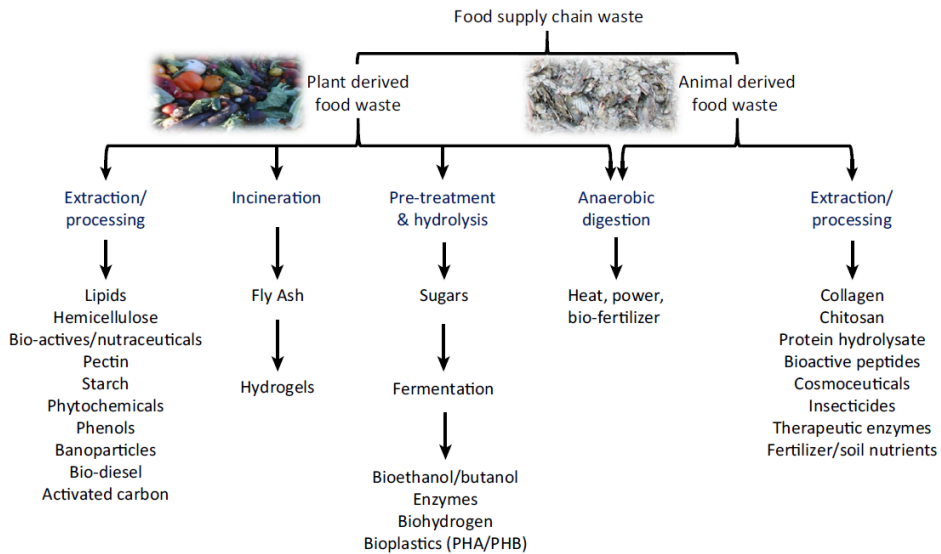 Food supply chain waste
Plant derived
food waste
Animal derived
food waste
Extraction/
processing
Incineration
Pre-treatment
& hydrolysis
Anaerobic
digestion
Extraction/
processing
Lipids
Hemicellulose
Bio-actives/nutraceuticals
Pectin
Starch
Phytochemicals
Phenols
Banoparticles
Bio-diesel
Activated carbon
Fly Ash
Hydrogels
Sugars
Fermentation
Bioethanol/butanol
Enzymes
Biohydrogen
Bioplastics (PHA/PHB)
Heat, power,
bio-fertilizer
Collagen
Chitosan
Protein hydrolysate
Bioactive peptides
Cosmoceuticals
Insecticides
Therapeutic enzymes
Fertilizer/soil nutrients